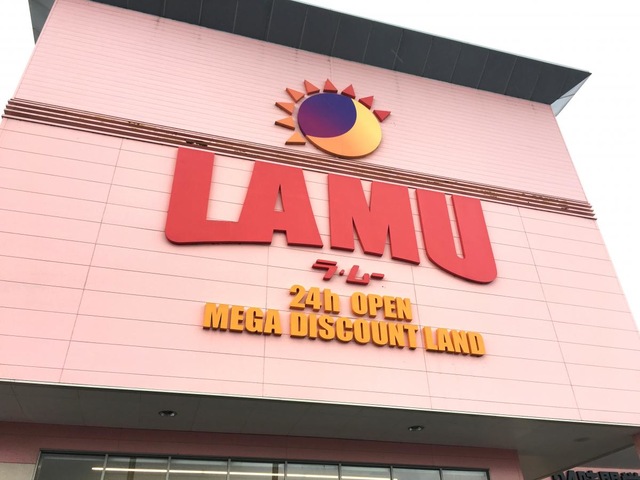 LAMU
ラ・ムー
24h OPEN
MEGA DISCOUNT LAND